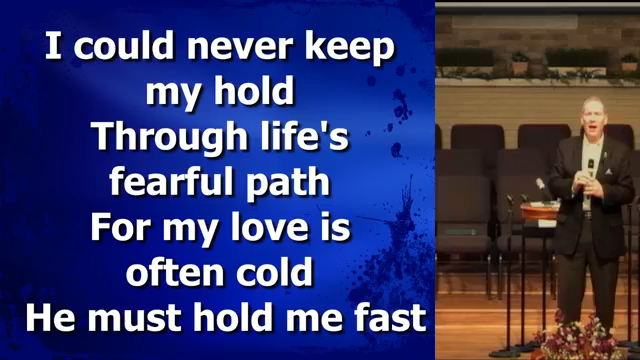 I could never keep
my hold
Through life's
fearful path
For my love is
often cold
He must hold me fast